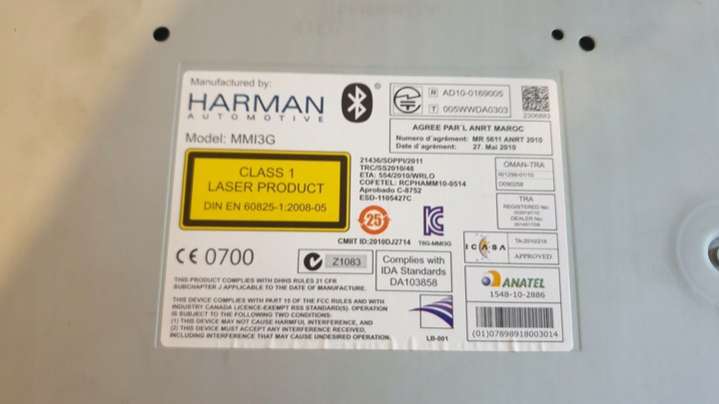 Manufactured by:
HARMAN
AUTOMOTIVE
Model: MMI3G
CLASS 1
LASER PRODUCT
DIN EN 60825-1:2008-05
CE 0700
THIS PRODUCT COMPLIES WITH DHHS RULES 21 CFR
SUBCHAPTER J APPLICABLE TO THE DATE OF MANUFACTURE.
THIS DEVICE COMPLIES WITH PART 15 OF THE FCC RULES AND WITH
INDUSTRY CANADA LICENCE-EXEMPT RSS STANDARD(S). OPERATION
IS SUBJECT TO THE FOLLOWING TWO CONDITIONS:
(1) THIS DEVICE MAY NOT CAUSE HARMFUL INTERFERENCE, AND
(2) THIS DEVICE MUST ACCEPT ANY INTERFERENCE RECEIVED,
INCLUDING INTERFERENCE THAT MAY CAUSE UNDESIRED OPERATION.
R AD10-0169005
T 005WWDA0303
AGREE PAR´L ANRT MAROC
Numero d`agrément: MR 5611 ANRT 2010
Date d`agrément: 27. Mai 2010
21436/SDPPI/2011
TRC/SS2010/48
ETA: 554/2010/WRLO
COFETEL: RCPHAMM10-0514
Aprobado C-8752
ESD-1105427C
25
CMIIT ID:2010DJ2714
TBG-MMI3G
Z1083
Complies with
IDA Standards
DA103858
LB-001
OMAN-TRA
D090258
TRA
REGISTERED No:
DEALER No:
ICASA
APPROVED
ANATEL
1548-10-2886
(01)07898918003014